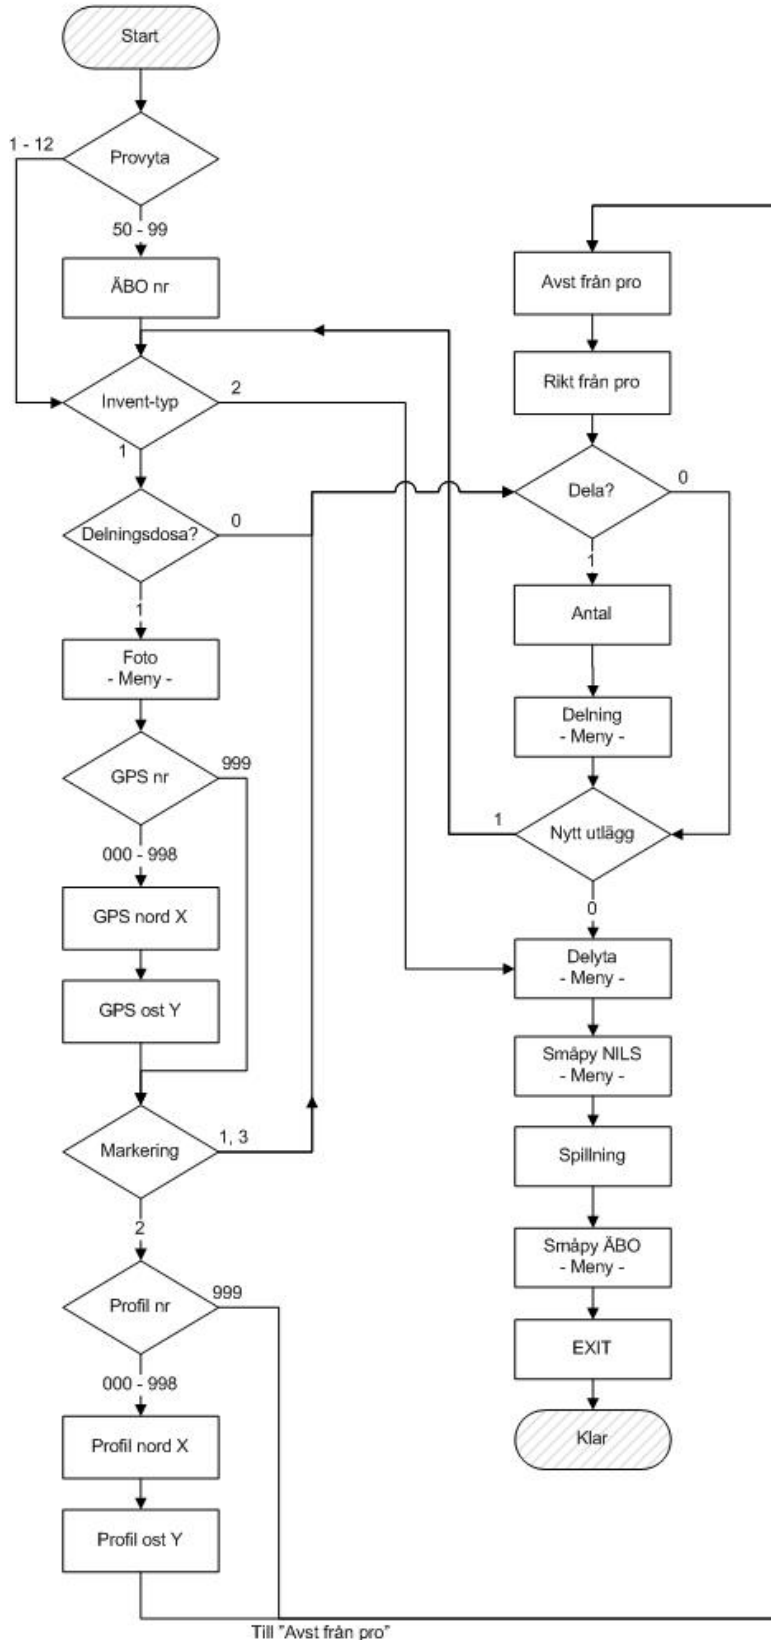 Start
Provyta
1 - 12
50 - 99
ÄBO nr
Invent-typ
2
1
Delningsdosa?
0
1
Foto
- Meny -
GPS nr
999
000 - 998
GPS nord X
GPS ost Y
Markering
1, 3
2
Profil nr
999
000 - 998
Profil nord X
Profil ost Y
Till "Avst från pro"
Avst från pro
Rikt från pro
Dela?
0
1
Antal
Delning
- Meny -
Nytt utlägg
1
0
Delyta
- Meny -
Småpy NILS
- Meny -
Spillning
Småpy ÄBO
- Meny -
EXIT
Klar